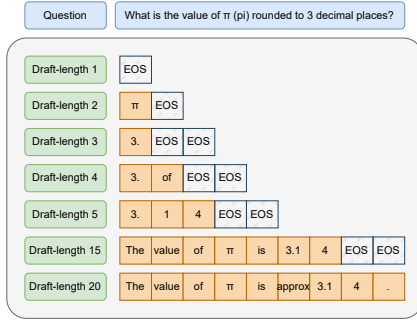 Question What is the value of π (pi) rounded to 3 decimal places?
Draft-length 1 EOS
Draft-length 2 π EOS
Draft-length 3 3. EOS EOS
Draft-length 4 3. of EOS EOS
Draft-length 5 3. 1 4 EOS EOS
Draft-length 15 The value of π is 3.1 4 EOS EOS
Draft-length 20 The value of π is approx 3.1 4 .